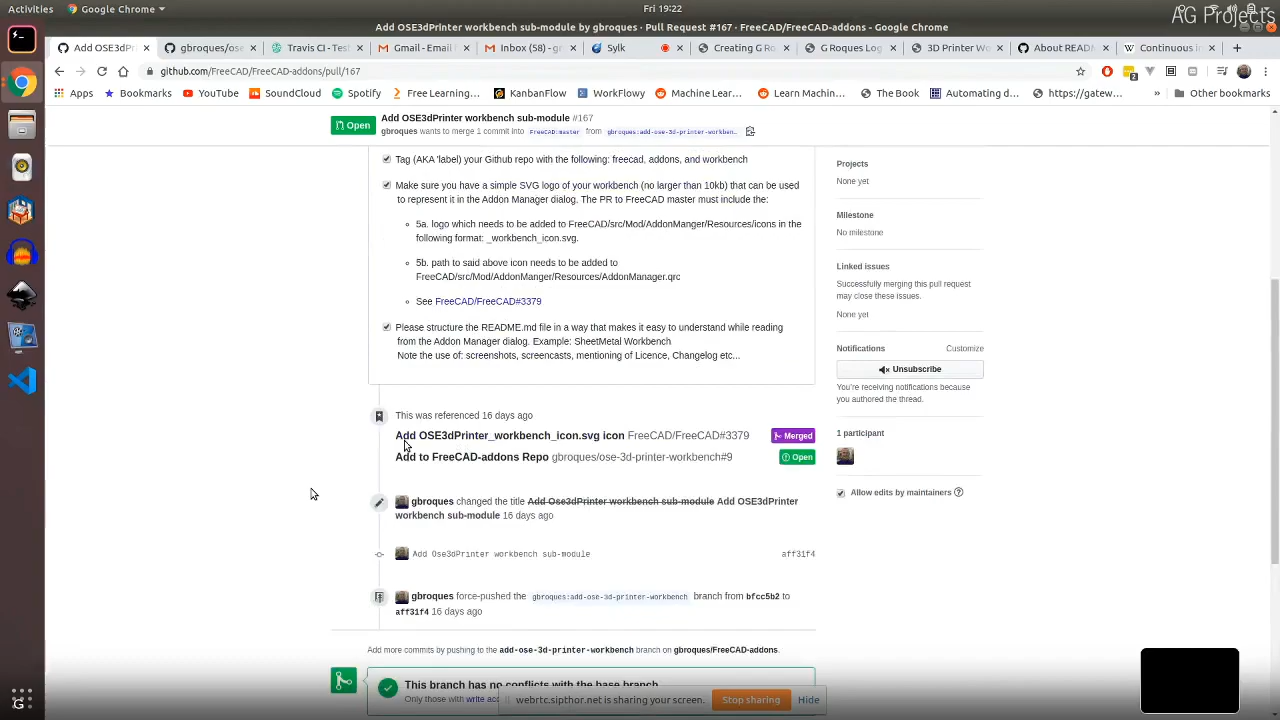 Activities
Google Chrome
Fri 19:22
Add OSE3dPrinter workbench sub-module by gbroques · Pull Request #167 · FreeCAD/FreeCAD-addons - Google Chrome
AG Projects
Add OSE3dPr
gbroques/ose
Travis CI - Test
Gmail - Email F
Inbox (58) - g
Sylk
Creating G Ro
G Roques Log
3D Printer Wo
About READ
Continuous In
github.com/FreeCAD/FreeCAD-addons/pull/167
2
Apps
Bookmarks
YouTube
SoundCloud
Spotify
Free Learning...
KanbanFlow
WorkFlowy
Machine Lear...
Learn Machin...
The Book
Automating d...
https://gatew...
»
Other bookmarks
Open
Add OSE3dPrinter workbench sub-module #167
gbroques wants to merge 1 commit into FreeCAD:master from gbroques:add-ose-3d-printer-workben…
Tag (AKA 'label) your Github repo with the following: freecad, addons, and workbench
Make sure you have a simple SVG logo of your workbench (no larger than 10kb) that can be used
to represent it in the Addon Manager dialog. The PR to FreeCAD master must include the:
5a. logo which needs to be added to FreeCAD/src/Mod/AddonManger/Resources/icons in the
following format: _workbench_icon.svg.
5b. path to said above icon needs to be added to
FreeCAD/src/Mod/AddonManger/Resources/AddonManager.qrc
See FreeCAD/FreeCAD#3379
Please structure the README.md file in a way that makes it easy to understand while reading
from the Addon Manager dialog. Example: SheetMetal Workbench
Note the use of: screenshots, screencasts, mentioning of Licence, Changelog etc...
This was referenced 16 days ago
Add OSE3dPrinter_workbench_icon.svg icon FreeCAD/FreeCAD#3379
Merged
Add to FreeCAD-addons Repo gbroques/ose-3d-printer-workbench#9
Open
gbroques changed the title Add Ose3dPrinter workbench sub-module Add OSE3dPrinter
workbench sub-module 16 days ago
Add Ose3dPrinter workbench sub-module
aff31f4
gbroques force-pushed the gbroques:add-ose-3d-printer-workbench branch from bfcc5b2 to
aff31f4 16 days ago
Add more commits by pushing to the add-ose-3d-printer-workbench branch on gbroques/FreeCAD-addons.
This branch has no conflicts with the base branch
Only those with write acc
Projects
None yet
Milestone
No milestone
Linked issues
Successfully merging this pull request
may close these issues.
None yet
Notifications
Customize
Unsubscribe
You're receiving notifications because
you authored the thread.
1 participant
Allow edits by maintainers
webrtc.sipthor.net is sharing your screen.
Stop sharing
Hide